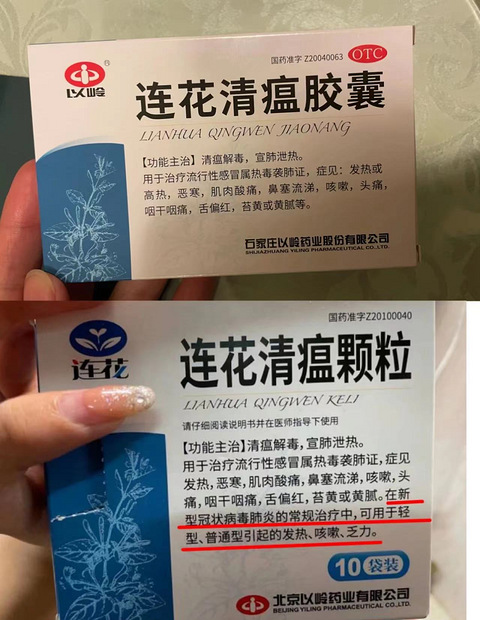 国药准字 Z20040063 OTC
以岭®
连花清瘟胶囊
LIANHUA QINGWEN JIAONANG
【功能主治】清瘟解毒，宣肺泄热。
用于治疗流行性感冒属热毒袭肺证，症见：发热或
高热，恶寒，肌肉酸痛，鼻塞流涕，咳嗽，头痛，
咽干咽痛，舌偏红，苔黄或黄腻等。
石家庄以岭药业股份有限公司
SHIJIAZHUANG YILING PHARMACEUTICAL CO.,LTD.
国药准字Z20100040
连花
连花清瘟颗粒
LIANHUA QINGWEN KELI
请仔细阅读说明书并在医师指导下使用
【功能主治】清瘟解毒，宣肺泄热。
用于治疗流行性感冒属热毒袭肺证，症见
发热，恶寒，肌肉酸痛，鼻塞流涕，咳嗽，头
痛，咽干咽痛，舌偏红，苔黄或黄腻。在新
型冠状病毒肺炎的常规治疗中，可用于轻
型、普通型引起的发热、咳嗽、乏力。
10袋装
北京以岭药业有限公司
BEIJING YILING PHARMACEUTICAL CO.,LTD.